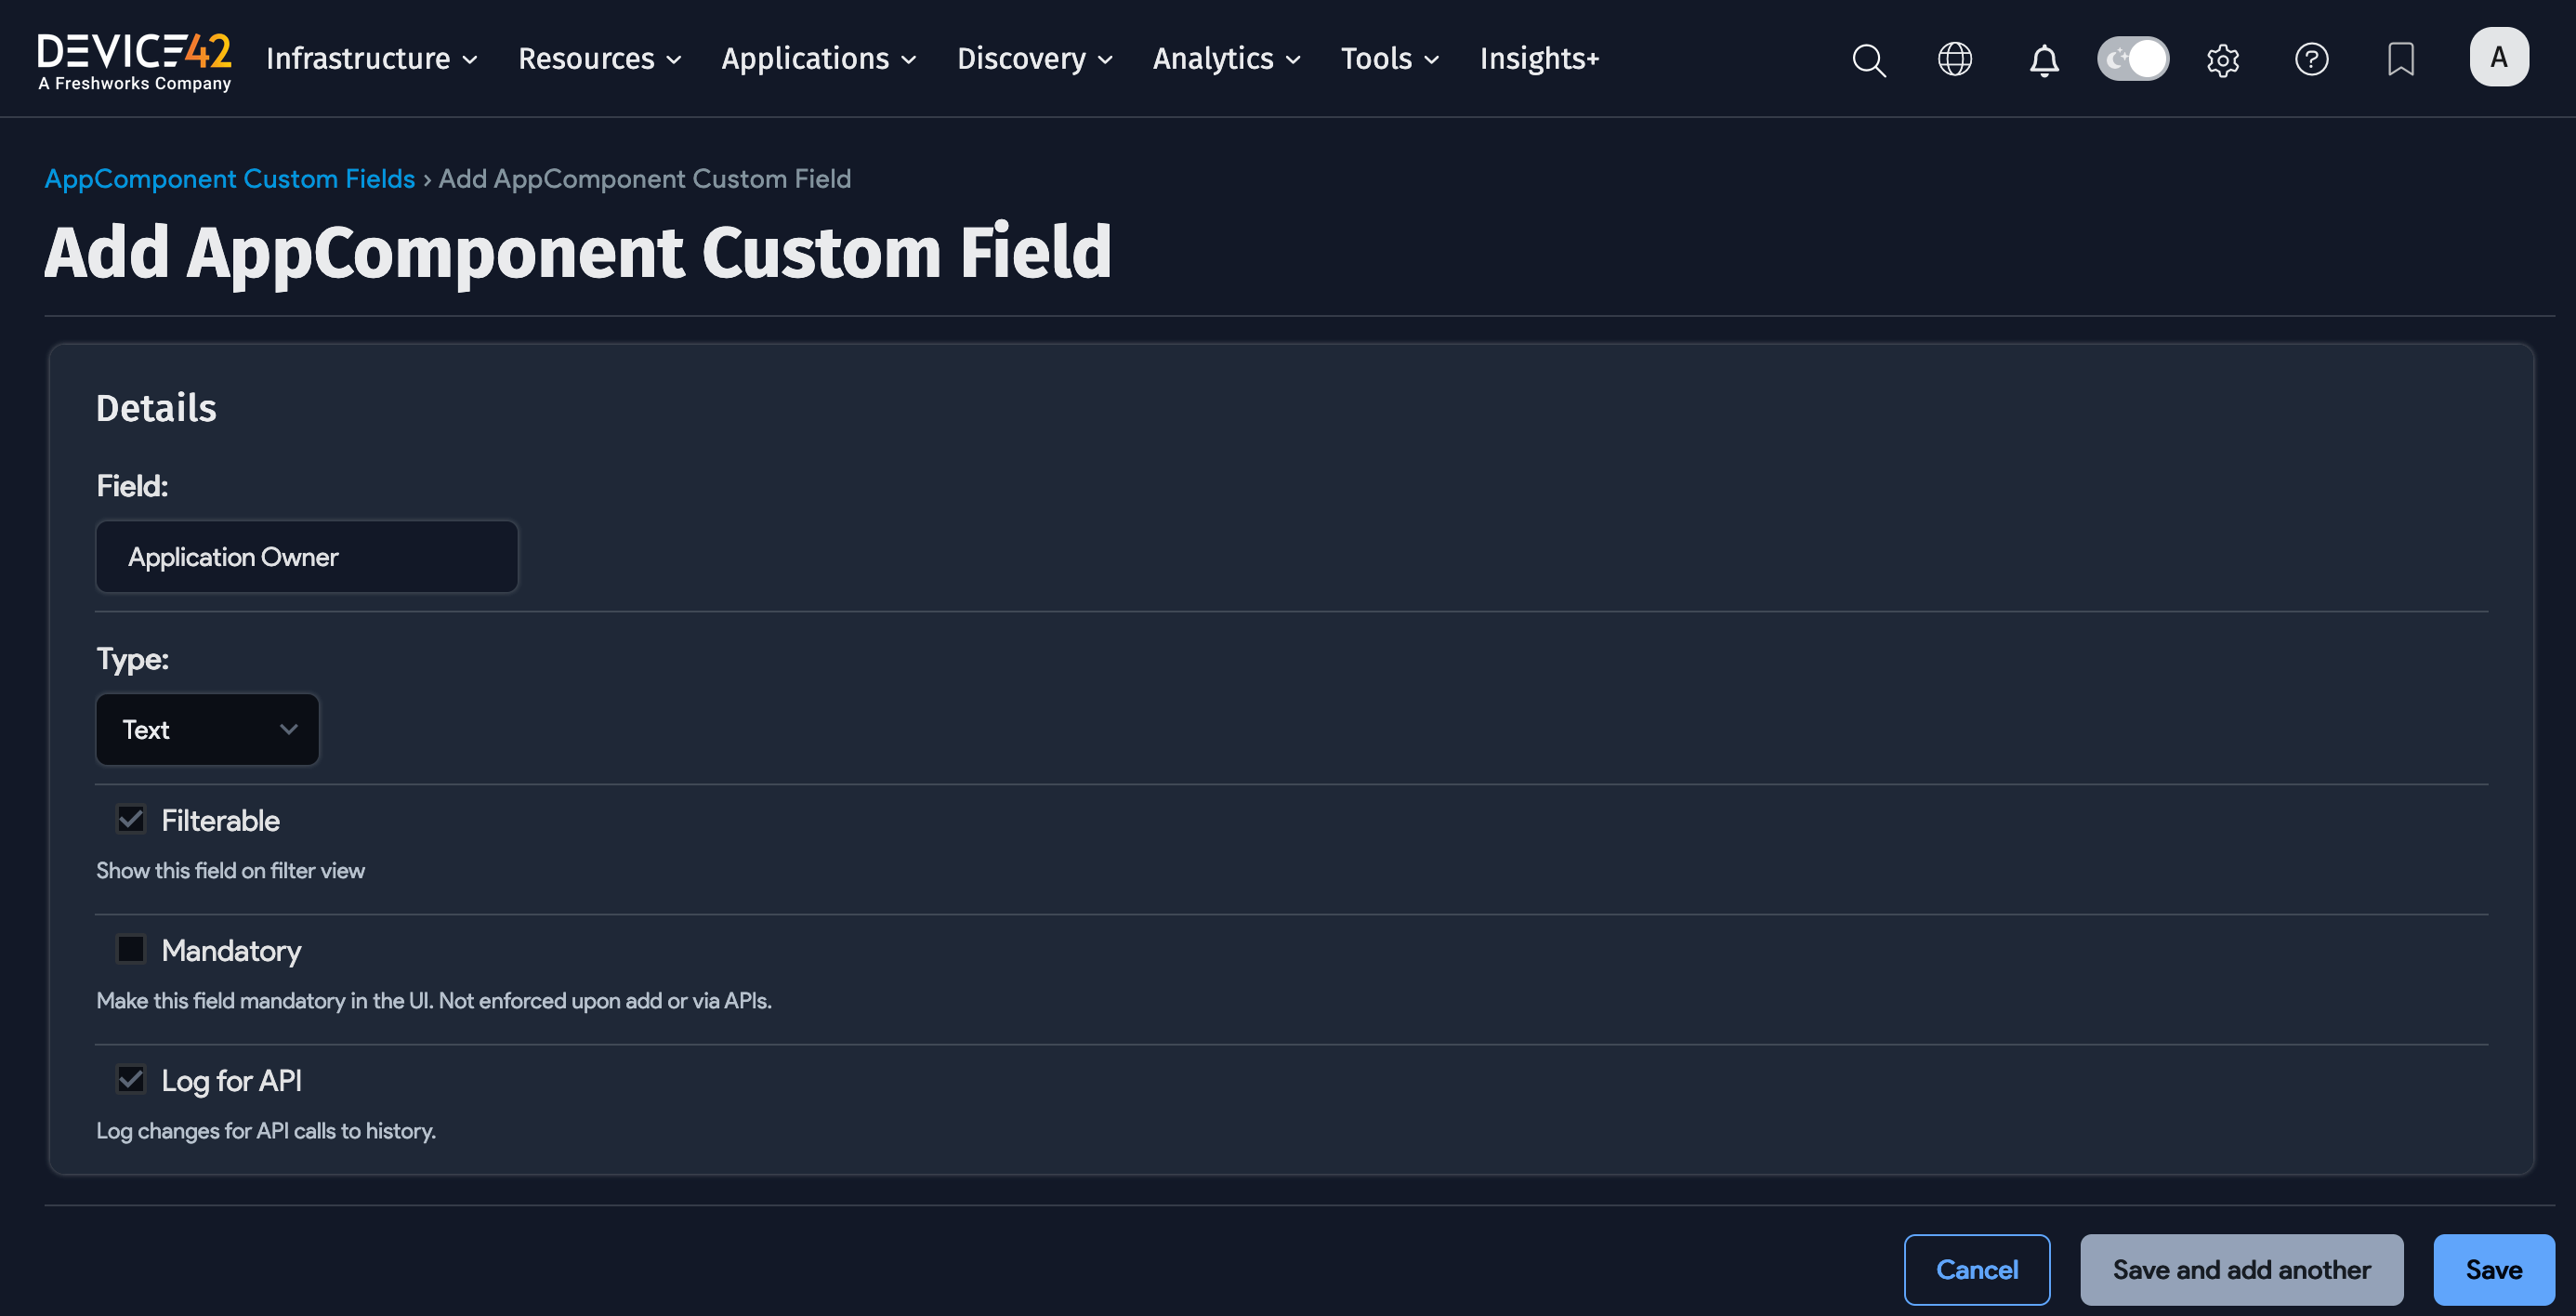 DEVICE42
A Freshworks Company
Infrastructure Resources Applications Discovery Analytics Tools Insights+
A
AppComponent Custom Fields › Add AppComponent Custom Field
Add AppComponent Custom Field
Details
Field:
Application Owner
Type:
Text
Filterable
Show this field on filter view
Mandatory
Make this field mandatory in the UI. Not enforced upon add or via APIs.
Log for API
Log changes for API calls to history.
Cancel Save and add another Save